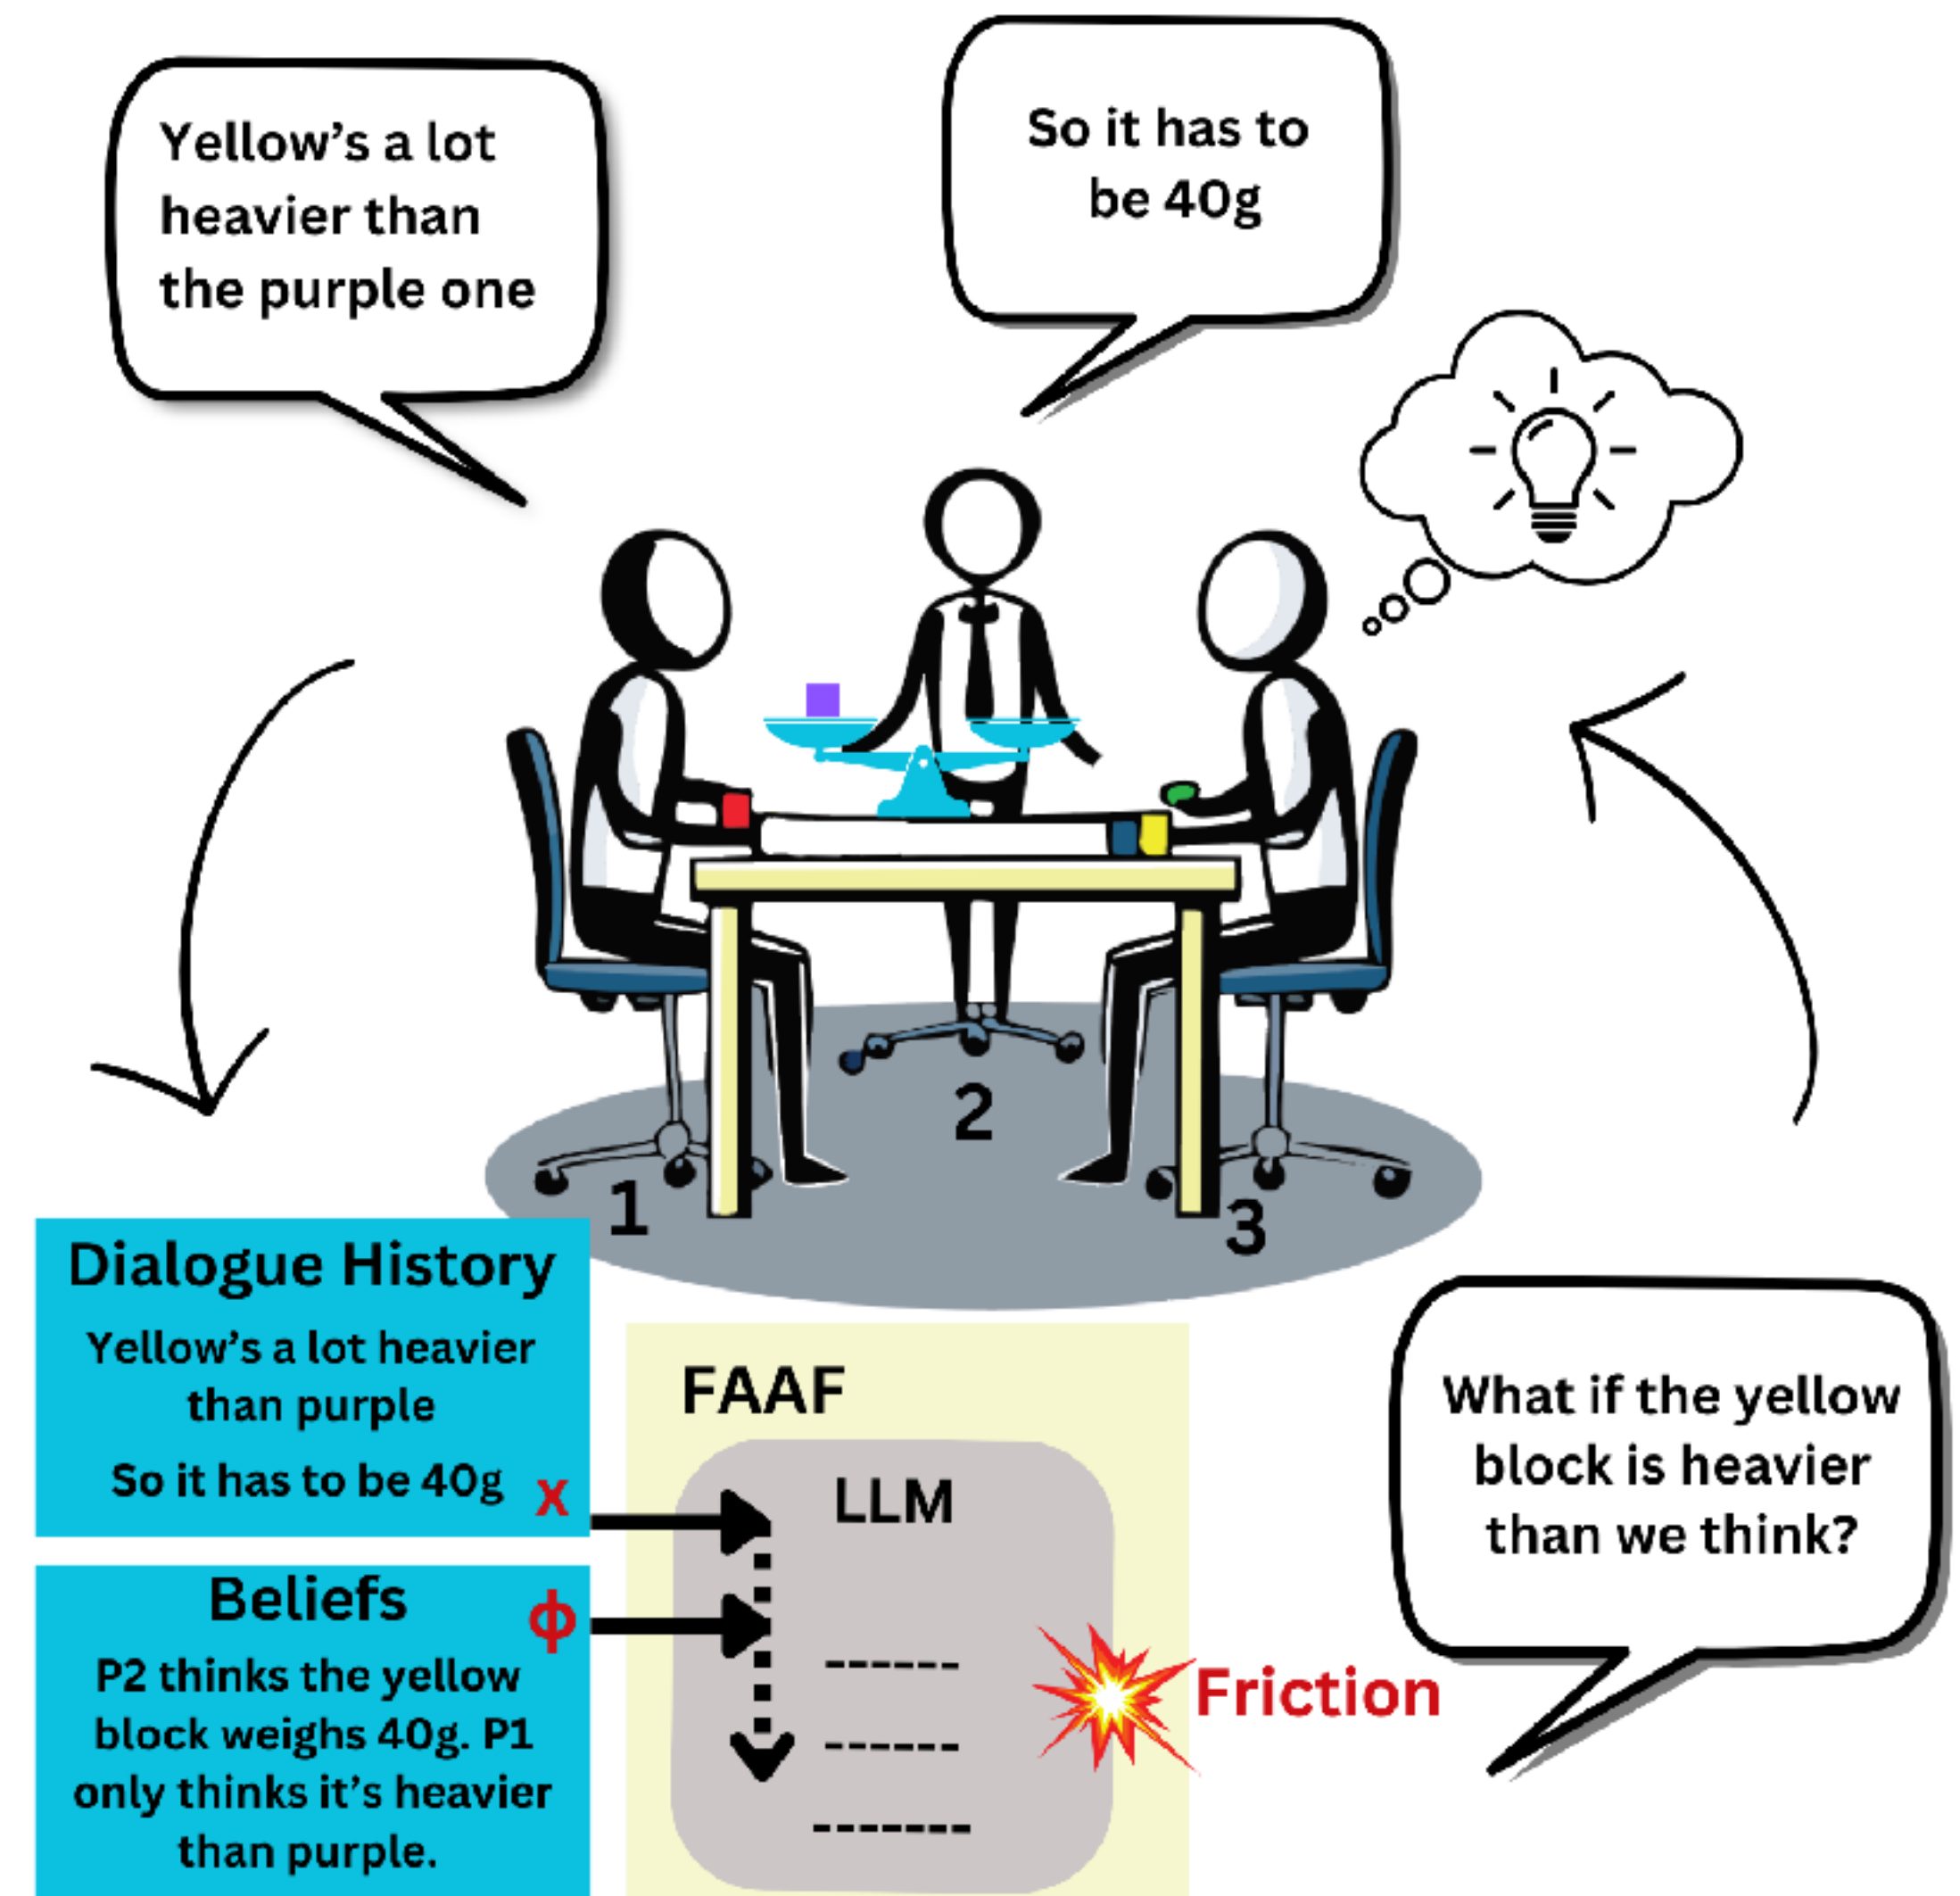 Yellow's a lot
heavier than
the purple one
So it has to
be 40g
2
1
3
Dialogue History
Yellow's a lot heavier
than purple
So it has to be 40g x
Beliefs ϕ
P2 thinks the yellow
block weighs 40g. P1
only thinks it's heavier
than purple.
FAAF
LLM
Friction
What if the yellow
block is heavier
than we think?